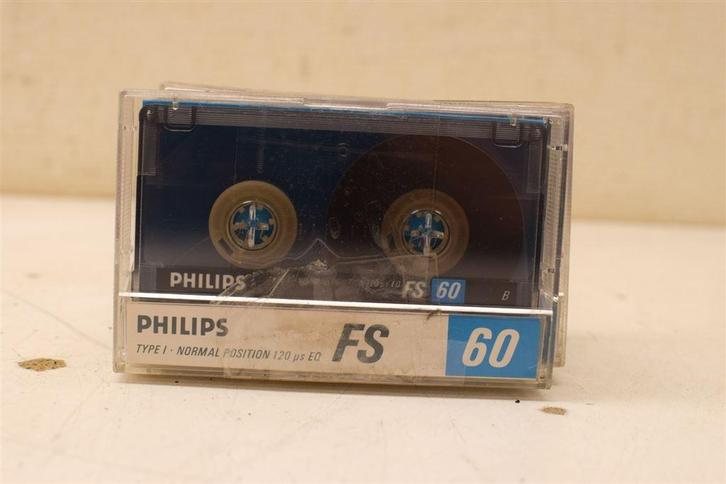 PHILIPS
FS 60
B
PHILIPS
TYPE I · NORMAL POSITION 120 µs EQ
FS
60